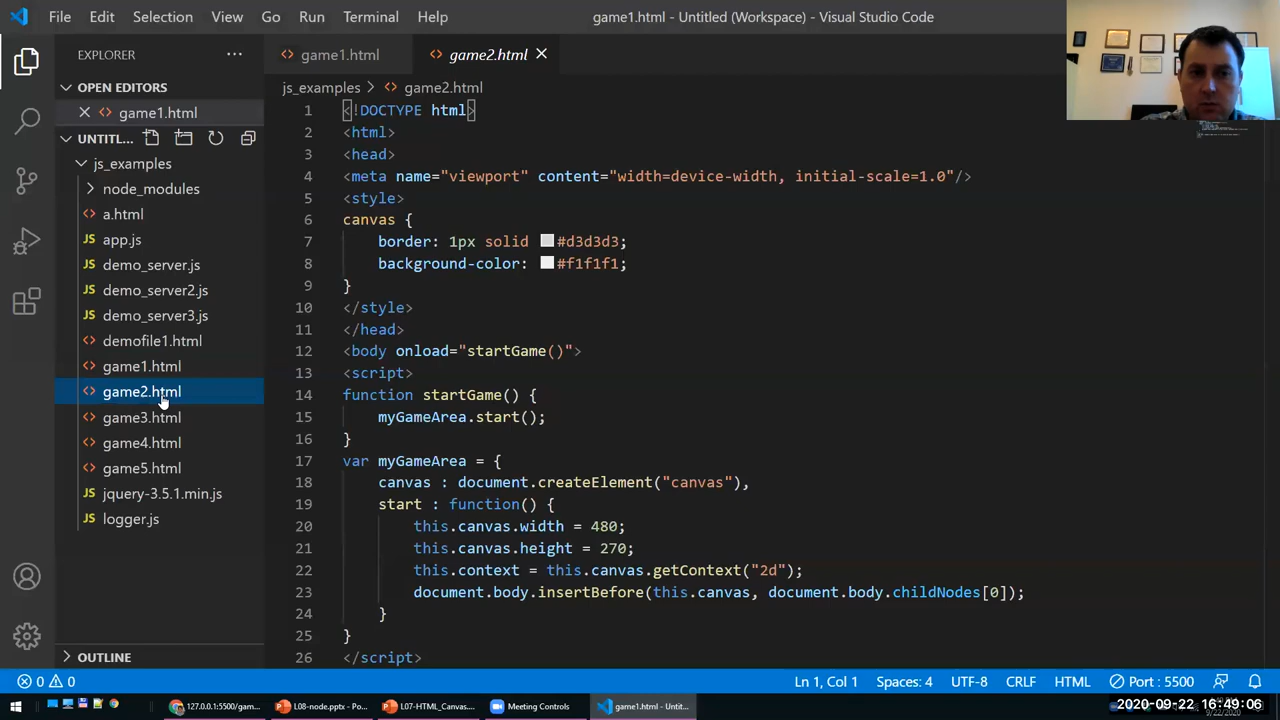 File Edit Selection View Go Run Terminal Help game1.html - Untitled (Workspace) - Visual Studio Code
EXPLORER
OPEN EDITORS
game1.html
UNTITL...
js_examples
node_modules
a.html
JS app.js
JS demo_server.js
JS demo_server2.js
JS demo_server3.js
demofile1.html
game1.html
game2.html
game3.html
game4.html
game5.html
JS jquery-3.5.1.min.js
JS logger.js
OUTLINE
game1.html game2.html
js_examples > game2.html
1 <!DOCTYPE html>
2 <html>
3 <head>
4 <meta name="viewport" content="width=device-width, initial-scale=1.0"/>
5 <style>
6 canvas {
7 border: 1px solid #d3d3d3;
8 background-color: #f1f1f1;
9 }
10 </style>
11 </head>
12 <body onload="startGame()">
13 <script>
14 function startGame() {
15 myGameArea.start();
16 }
17 var myGameArea = {
18 canvas : document.createElement("canvas"),
19 start : function() {
20 this.canvas.width = 480;
21 this.canvas.height = 270;
22 this.context = this.canvas.getContext("2d");
23 document.body.insertBefore(this.canvas, document.body.childNodes[0]);
24 }
25 }
26 </script>
0 0 Ln 1, Col 1 Spaces: 4 UTF-8 CRLF HTML Port : 5500
127.0.0.1:5500/gam... L08-node.pptx - Po... L07-HTML_Canvas... Meeting Controls game1.html - Untit... 2020-09-22 16:49:06